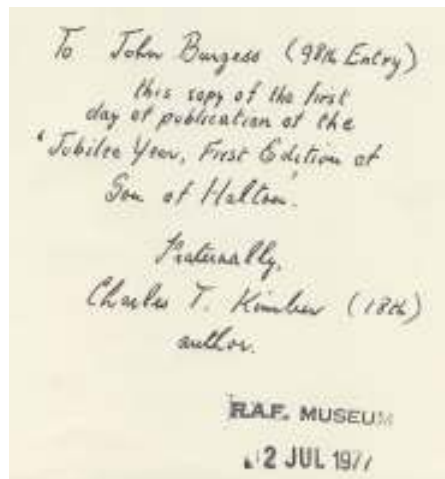 To John Burgess (98th Entry)
this copy of the first
day of publication of the
'Jubilee Year, First Edition of
Son of Halton'.
Fraternally,
Charles T. Kimber (18th)
author.
R.A.F. MUSEUM
2 JUL 1977